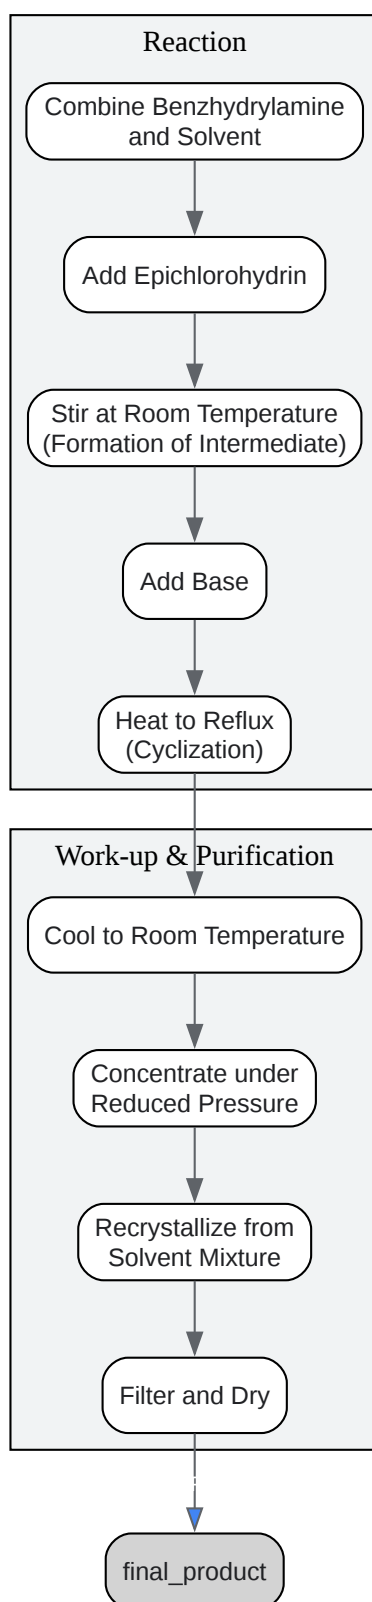 Reaction
Combine Benzhydrylamine
and Solvent
Add Epichlorohydrin
Stir at Room Temperature
(Formation of Intermediate)
Add Base
Heat to Reflux
(Cyclization)
Work-up & Purification
Cool to Room Temperature
Concentrate under
Reduced Pressure
Recrystallize from
Solvent Mixture
Filter and Dry
final_product